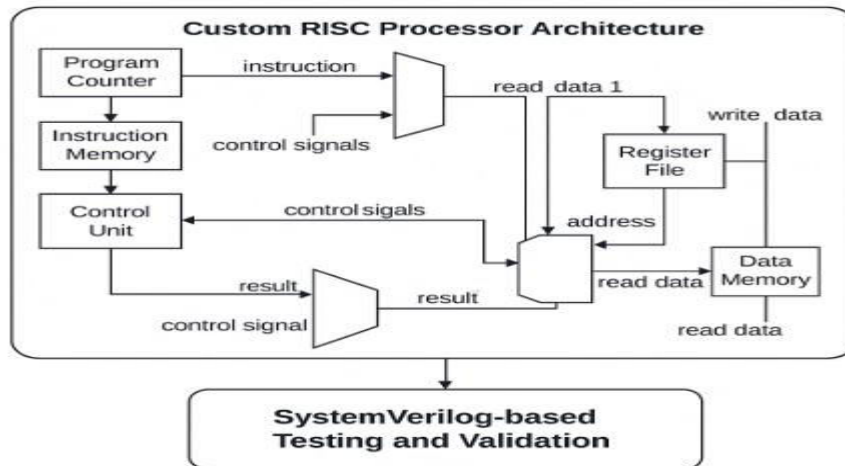 Custom RISC Processor Architecture
Program
Counter
instruction
read data 1
write data
Instruction
Memory
control signals
Register
File
Control
Unit
control sigals
address
Data
Memory
result
result
read data
control signal
read data
SystemVerilog-based
Testing and Validation